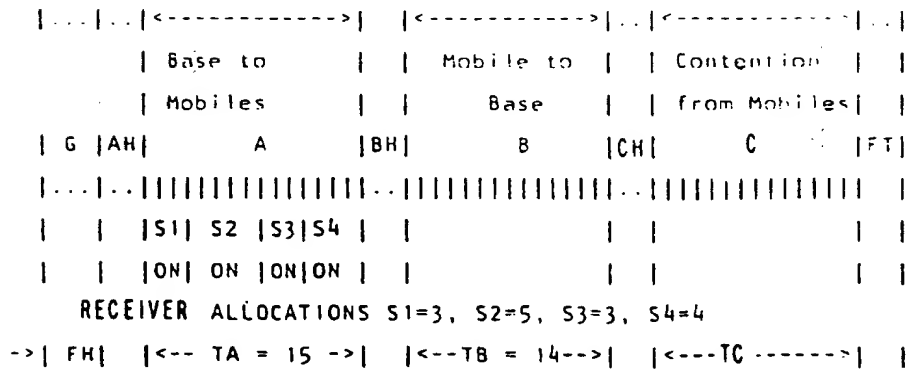 |...|..|<------------->| |<------------>|..|<------------->|..|
| Base to | | Mobile to | | Contention | |
| Mobiles | | Base | | from Mobiles| |
| G |AH| A |BH| B |CH| C |FT|
|...|..||||||||||||||||..|||||||||||||||..||||||||||||||| |
| | |S1| S2 |S3|S4 | | | | | |
| | |ON| ON |ON|ON | | | | | |
RECEIVER ALLOCATIONS S1=3, S2=5, S3=3, S4=4
->| FH| |<-- TA = 15 ->| |<--TB = 14-->| |<---TC ------->| |